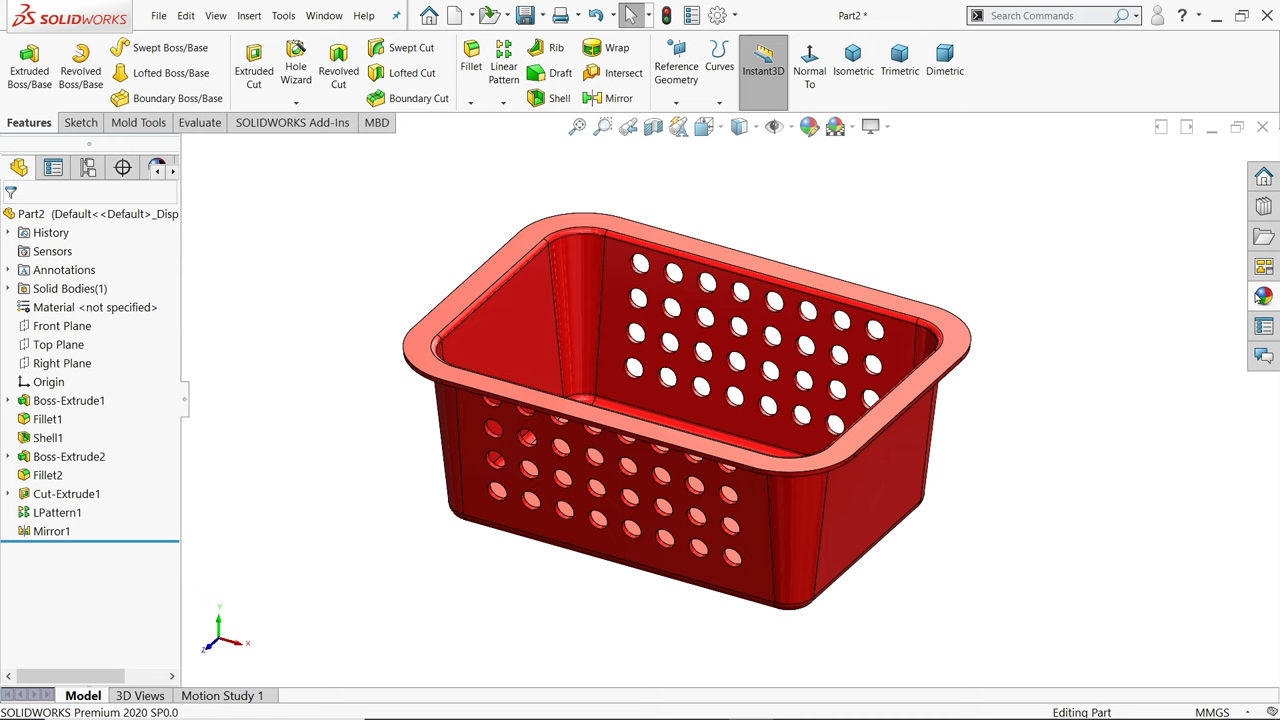 SOLIDWORKS File Edit View Insert Tools Window Help Part2 * Search Commands ?
Extruded Boss/Base
Revolved Boss/Base
Swept Boss/Base
Lofted Boss/Base
Boundary Boss/Base
Extruded Cut
Hole Wizard
Revolved Cut
Swept Cut
Lofted Cut
Boundary Cut
Fillet
Linear Pattern
Rib
Draft
Shell
Wrap
Intersect
Mirror
Reference Geometry
Curves
Instant3D
Normal To
Isometric
Trimetric
Dimetric
Features Sketch Mold Tools Evaluate SOLIDWORKS Add-Ins MBD
Part2 (Default<<Default>_Disp
History
Sensors
Annotations
Solid Bodies(1)
Material <not specified>
Front Plane
Top Plane
Right Plane
Origin
Boss-Extrude1
Fillet1
Shell1
Boss-Extrude2
Fillet2
Cut-Extrude1
LPattern1
Mirror1
Y
X
Z
Model 3D Views Motion Study 1
SOLIDWORKS Premium 2020 SP0.0 Editing Part MMGS